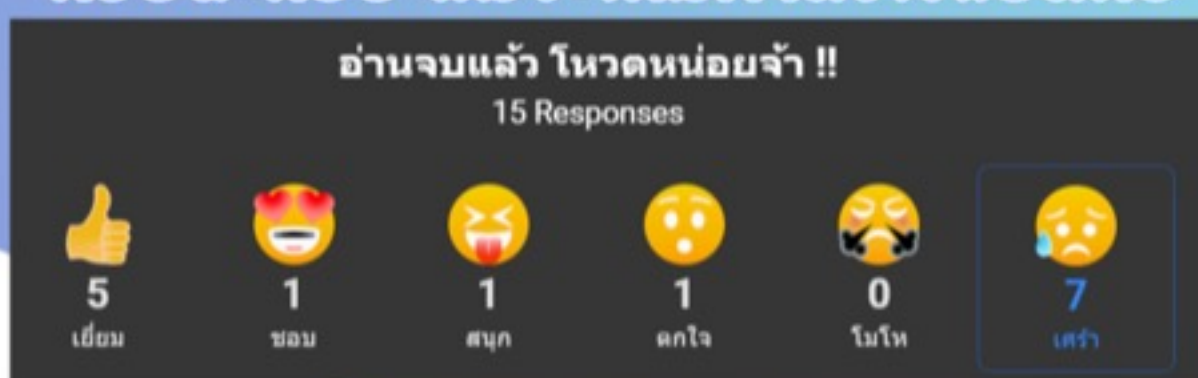 อ่านจบแล้ว โหวตหน่อยจ้า !!
15 Responses
5 1 1 1 0 7
เยี่ยม ชอบ สนุก ตกใจ โมโห เศร้า